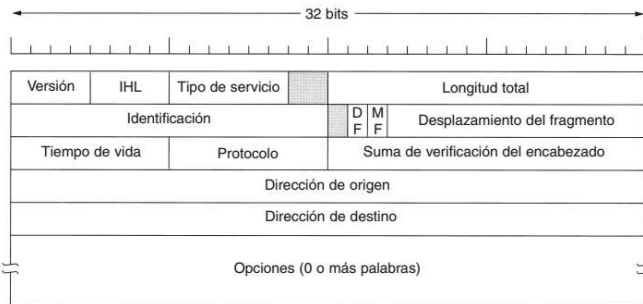 32 bits
Versión IHL Tipo de servicio Longitud total
Identificación D F M F Desplazamiento del fragmento
Tiempo de vida Protocolo Suma de verificación del encabezado
Dirección de origen
Dirección de destino
Opciones (0 o más palabras)